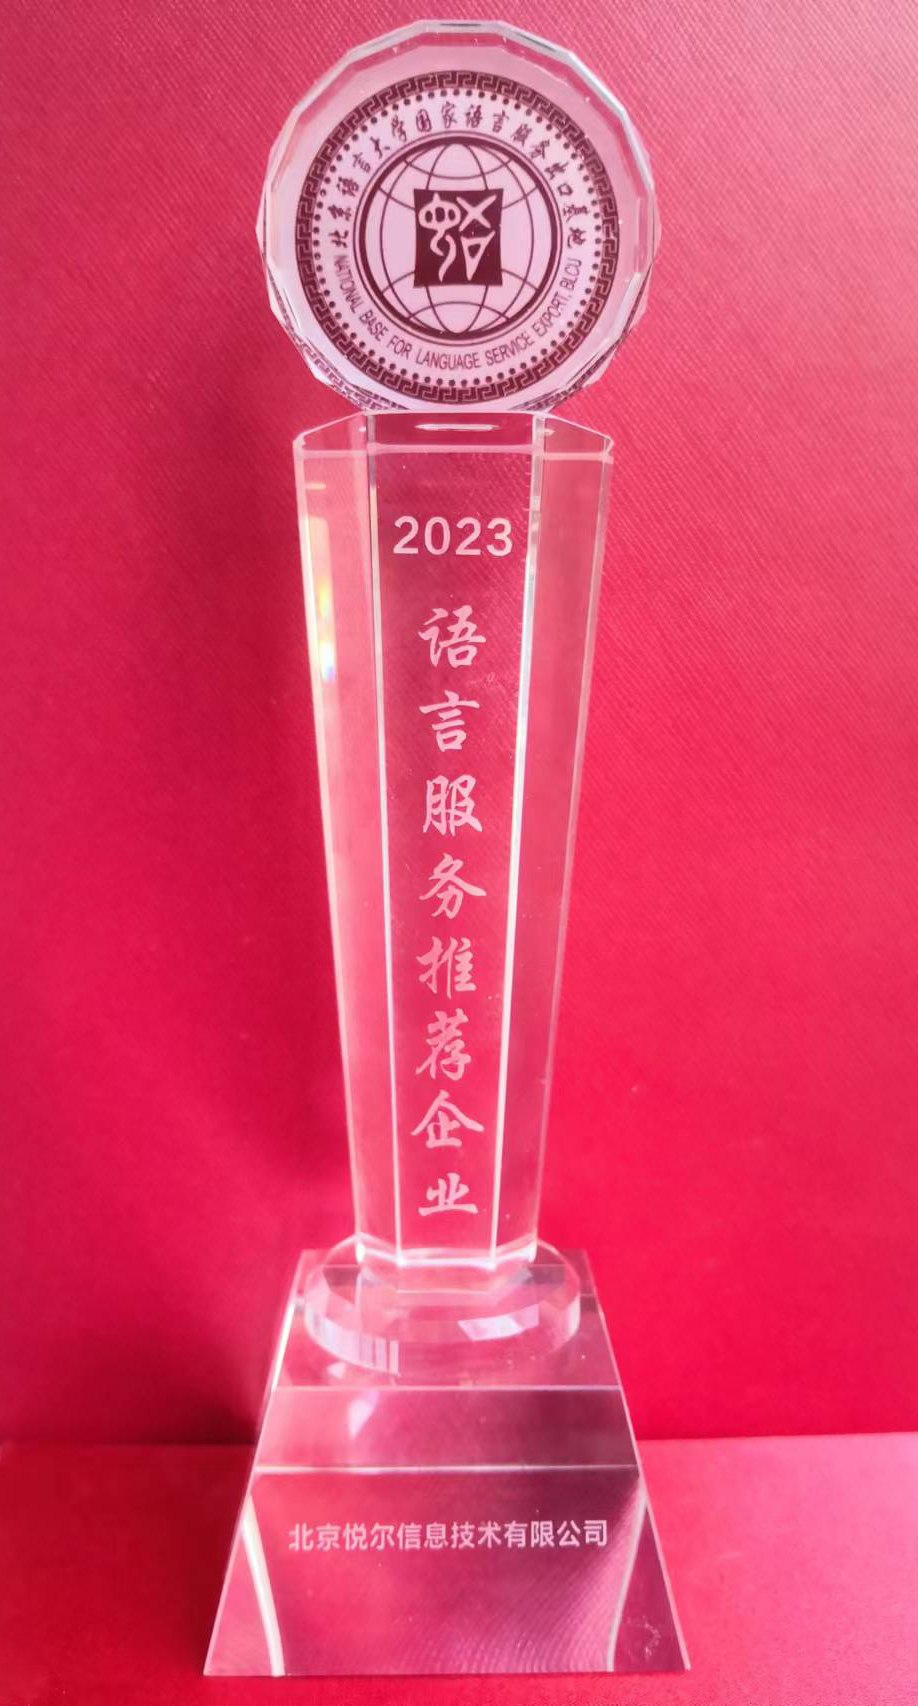 北京语言大学国家语言服务出口基地
NATIONAL BASE FOR LANGUAGE SERVICE EXPORT, BLCU
2023
语言服务推荐企业
北京悦尔信息技术有限公司